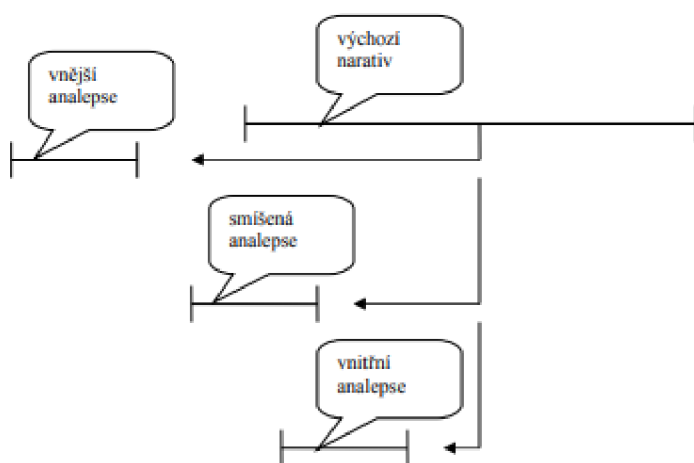 výchozí
narativ
vnější
analepse
smíšená
analepse
vnitřní
analepse